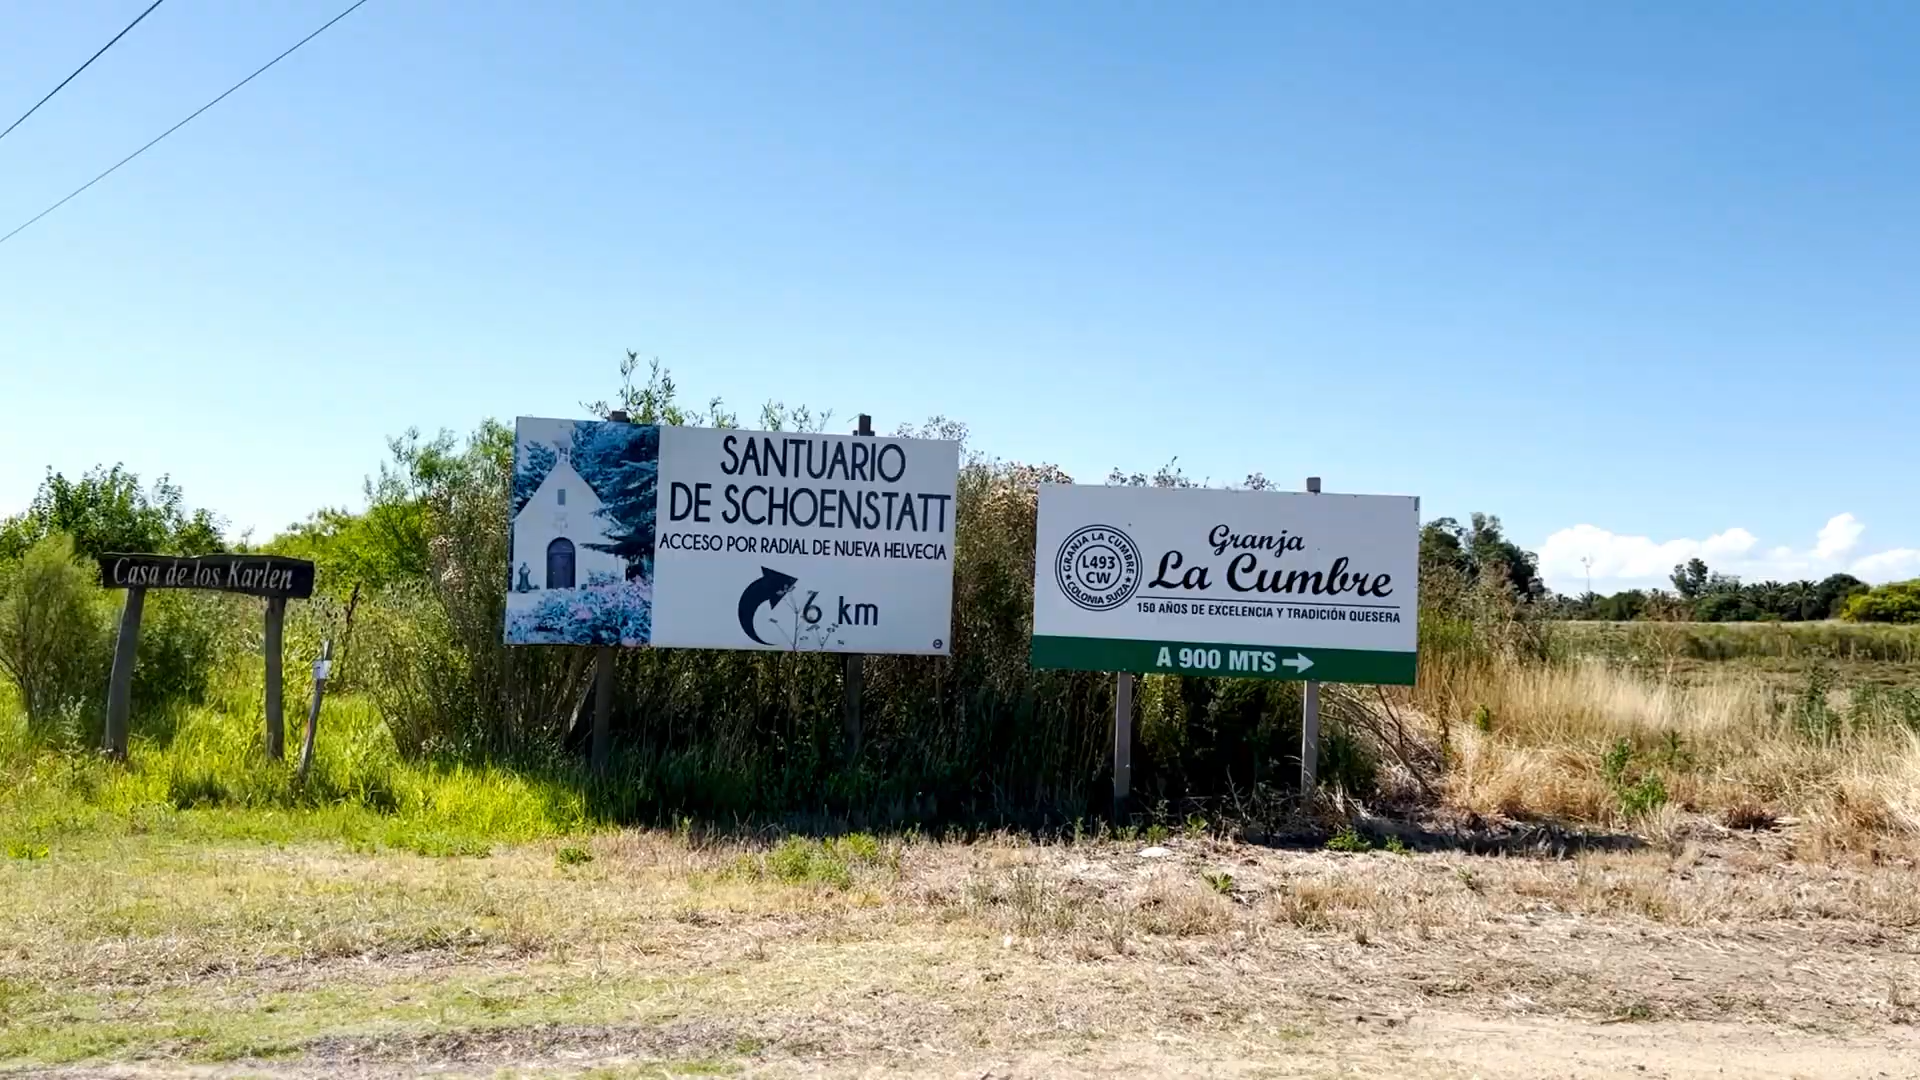 Casa de los Karlen
SANTUARIO
DE SCHOENSTATT
ACCESO POR RADIAL DE NUEVA HELVECIA
6 km
GRANJA LA CUMBRE
L493
CW
COLONIA SUIZA
Granja
La Cumbre
150 AÑOS DE EXCELENCIA Y TRADICIÓN QUESERA
A 900 MTS